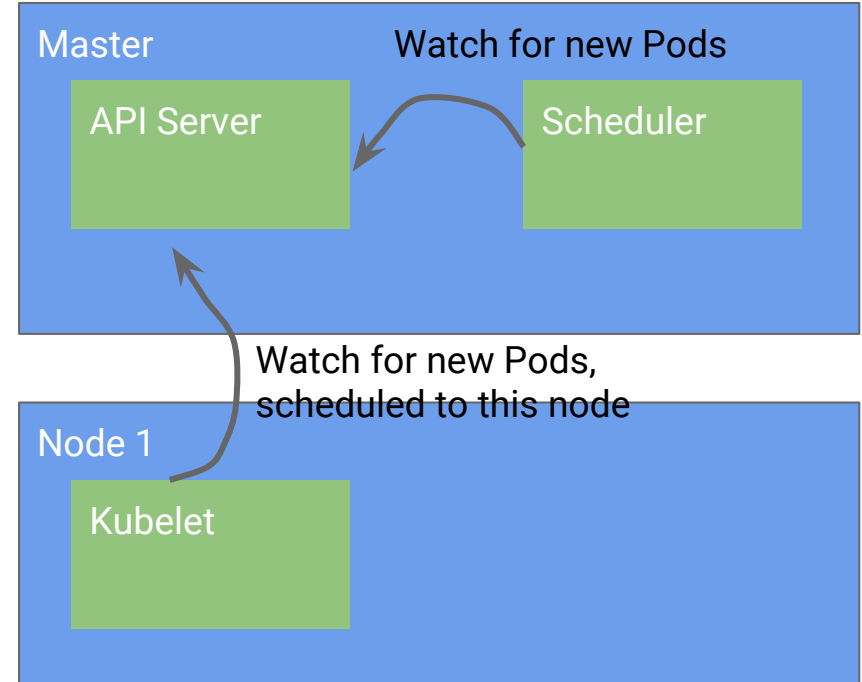 Master
Watch for new Pods
API Server
Scheduler
Watch for new Pods,
scheduled to this node
Node 1
Kubelet